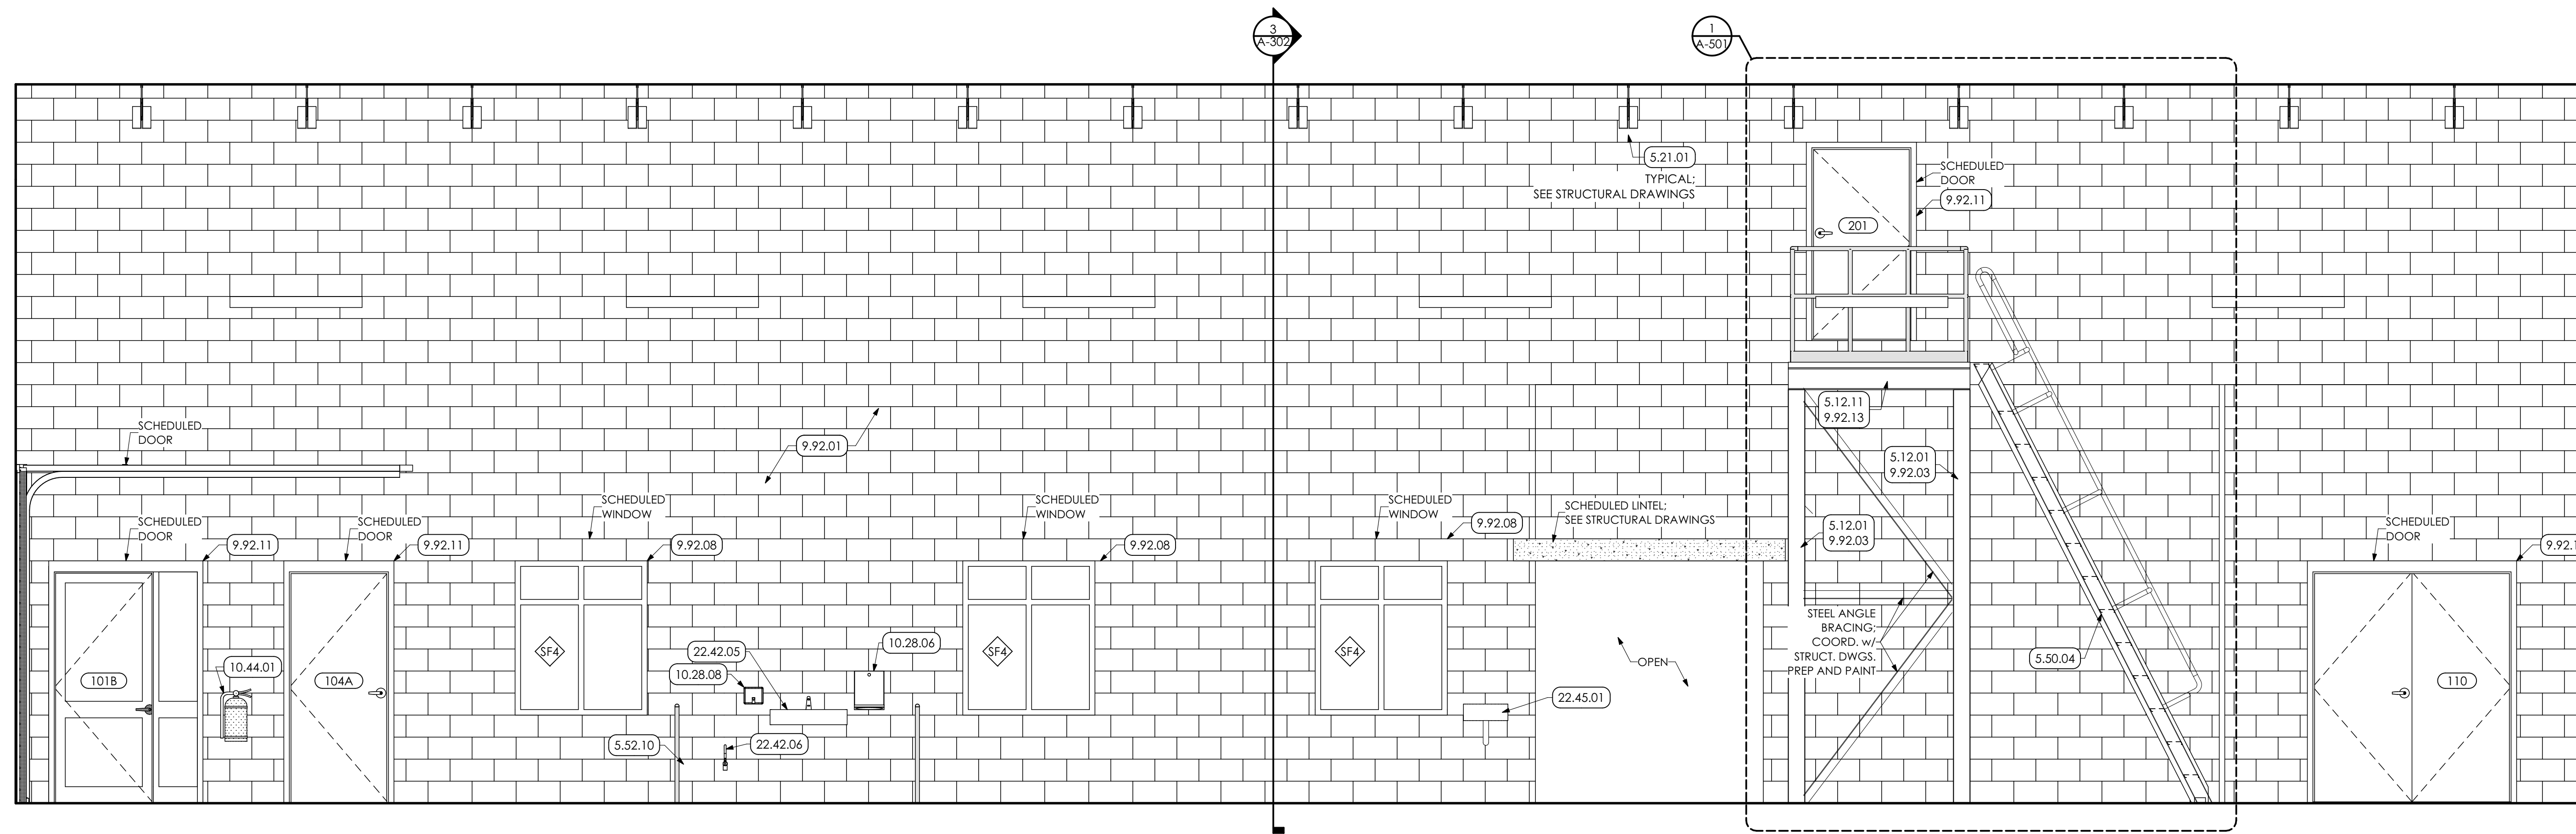 3
A-302
1
A-501
5.21.01
TYPICAL;
SEE STRUCTURAL DRAWINGS
SCHEDULED
DOOR
9.92.11
201
5.12.11
9.92.13
SCHEDULED
DOOR
9.92.01
5.12.01
9.92.03
SCHEDULED
DOOR
9.92.11
SCHEDULED
DOOR
9.92.11
SCHEDULED
WINDOW
9.92.08
SCHEDULED
WINDOW
9.92.08
SCHEDULED
WINDOW
9.92.08
SCHEDULED LINTEL;
SEE STRUCTURAL DRAWINGS
5.12.01
9.92.03
SCHEDULED
DOOR
STEEL ANGLE
BRACING;
COORD. w/
STRUCT. DWGS.
PREP AND PAINT
101B
10.44.01
104A
SF4
22.42.05
10.28.08
10.28.06
SF4
SF4
OPEN
5.50.04
110
22.45.01
5.52.10
22.42.06